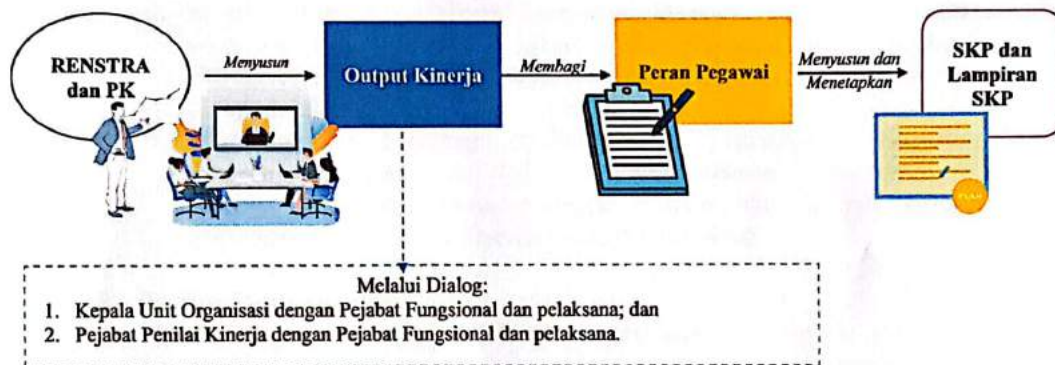 RENSTRA
dan PK
Menyusun
Output Kinerja
Membagi
Peran Pegawai
Menyusun dan
Menetapkan
SKP dan
Lampiran
SKP
Melalui Dialog:
1. Kepala Unit Organisasi dengan Pejabat Fungsional dan pelaksana; dan
2. Pejabat Penilai Kinerja dengan Pejabat Fungsional dan pelaksana.